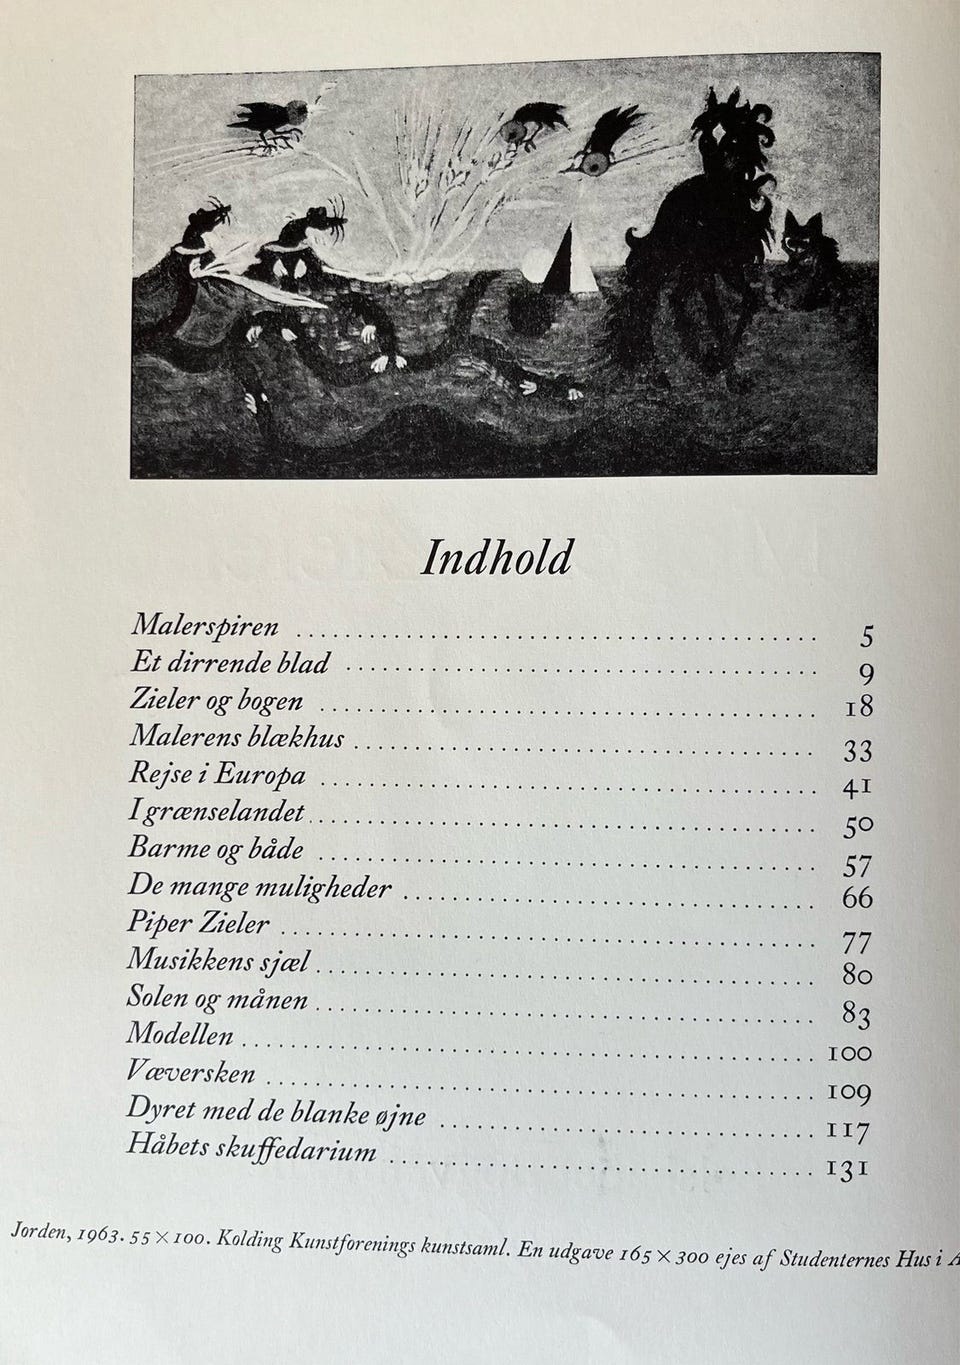 Indhold
Malerspiren 5
Et dirrende blad 9
Zieler og bogen 18
Malerens blækhus 33
Rejse i Europa 41
I grænselandet 50
Barme og både 57
De mange muligheder 66
Piper Zieler 77
Musikkens sjæl 80
Solen og månen 83
Modellen 100
Væversken 109
Dyret med de blanke øjne 117
Håbets skuffedarium 131
Jorden, 1963. 55 × 100. Kolding Kunstforenings kunstsaml. En udgave 165 × 300 ejes af Studenternes Hus i